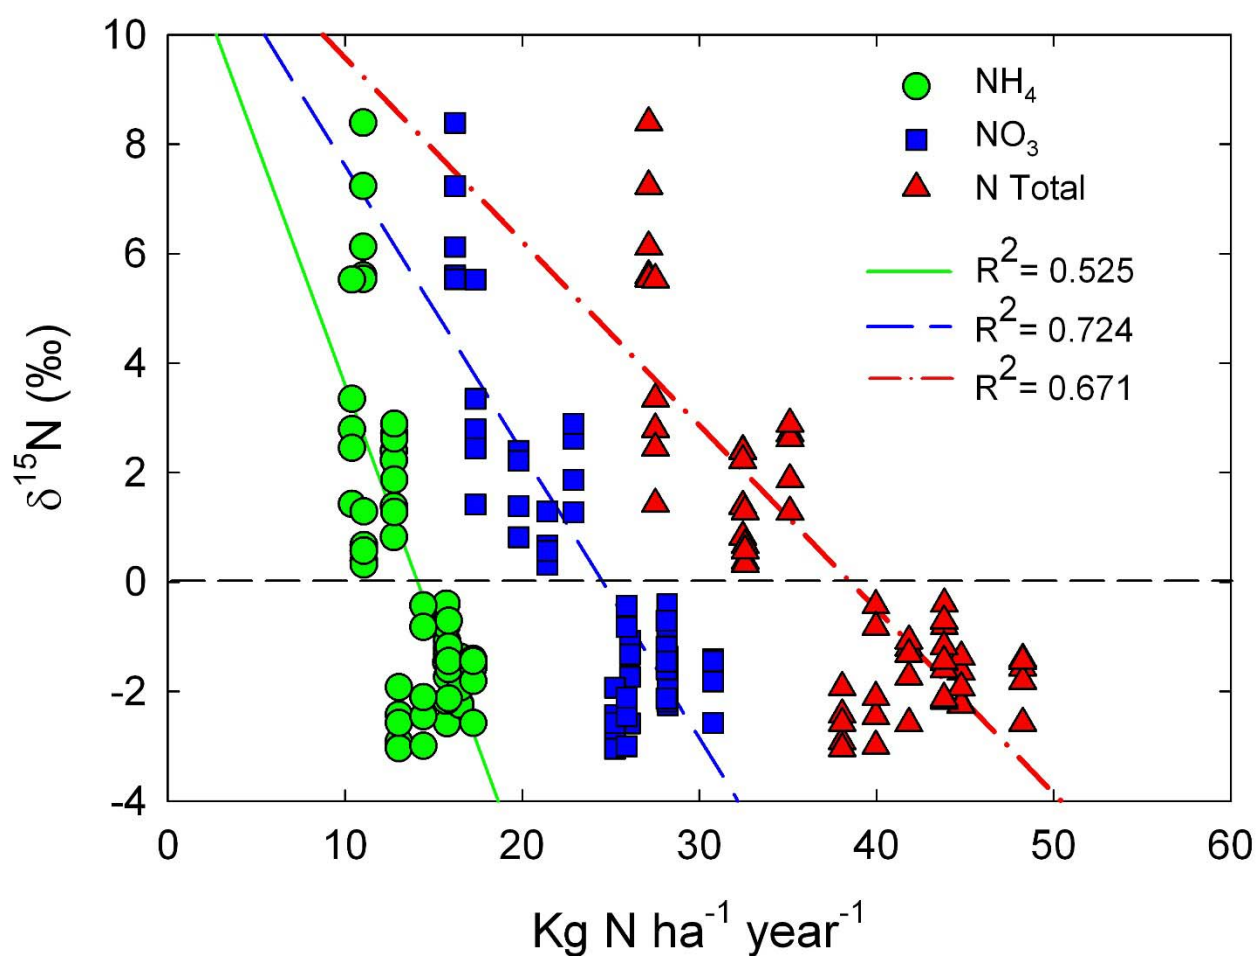 10
8
6
4
2
0
-2
-4
δ¹⁵N (‰)
NH₄
NO₃
N Total
R²= 0.525
R²= 0.724
R²= 0.671
0 10 20 30 40 50 60
Kg N ha⁻¹ year⁻¹